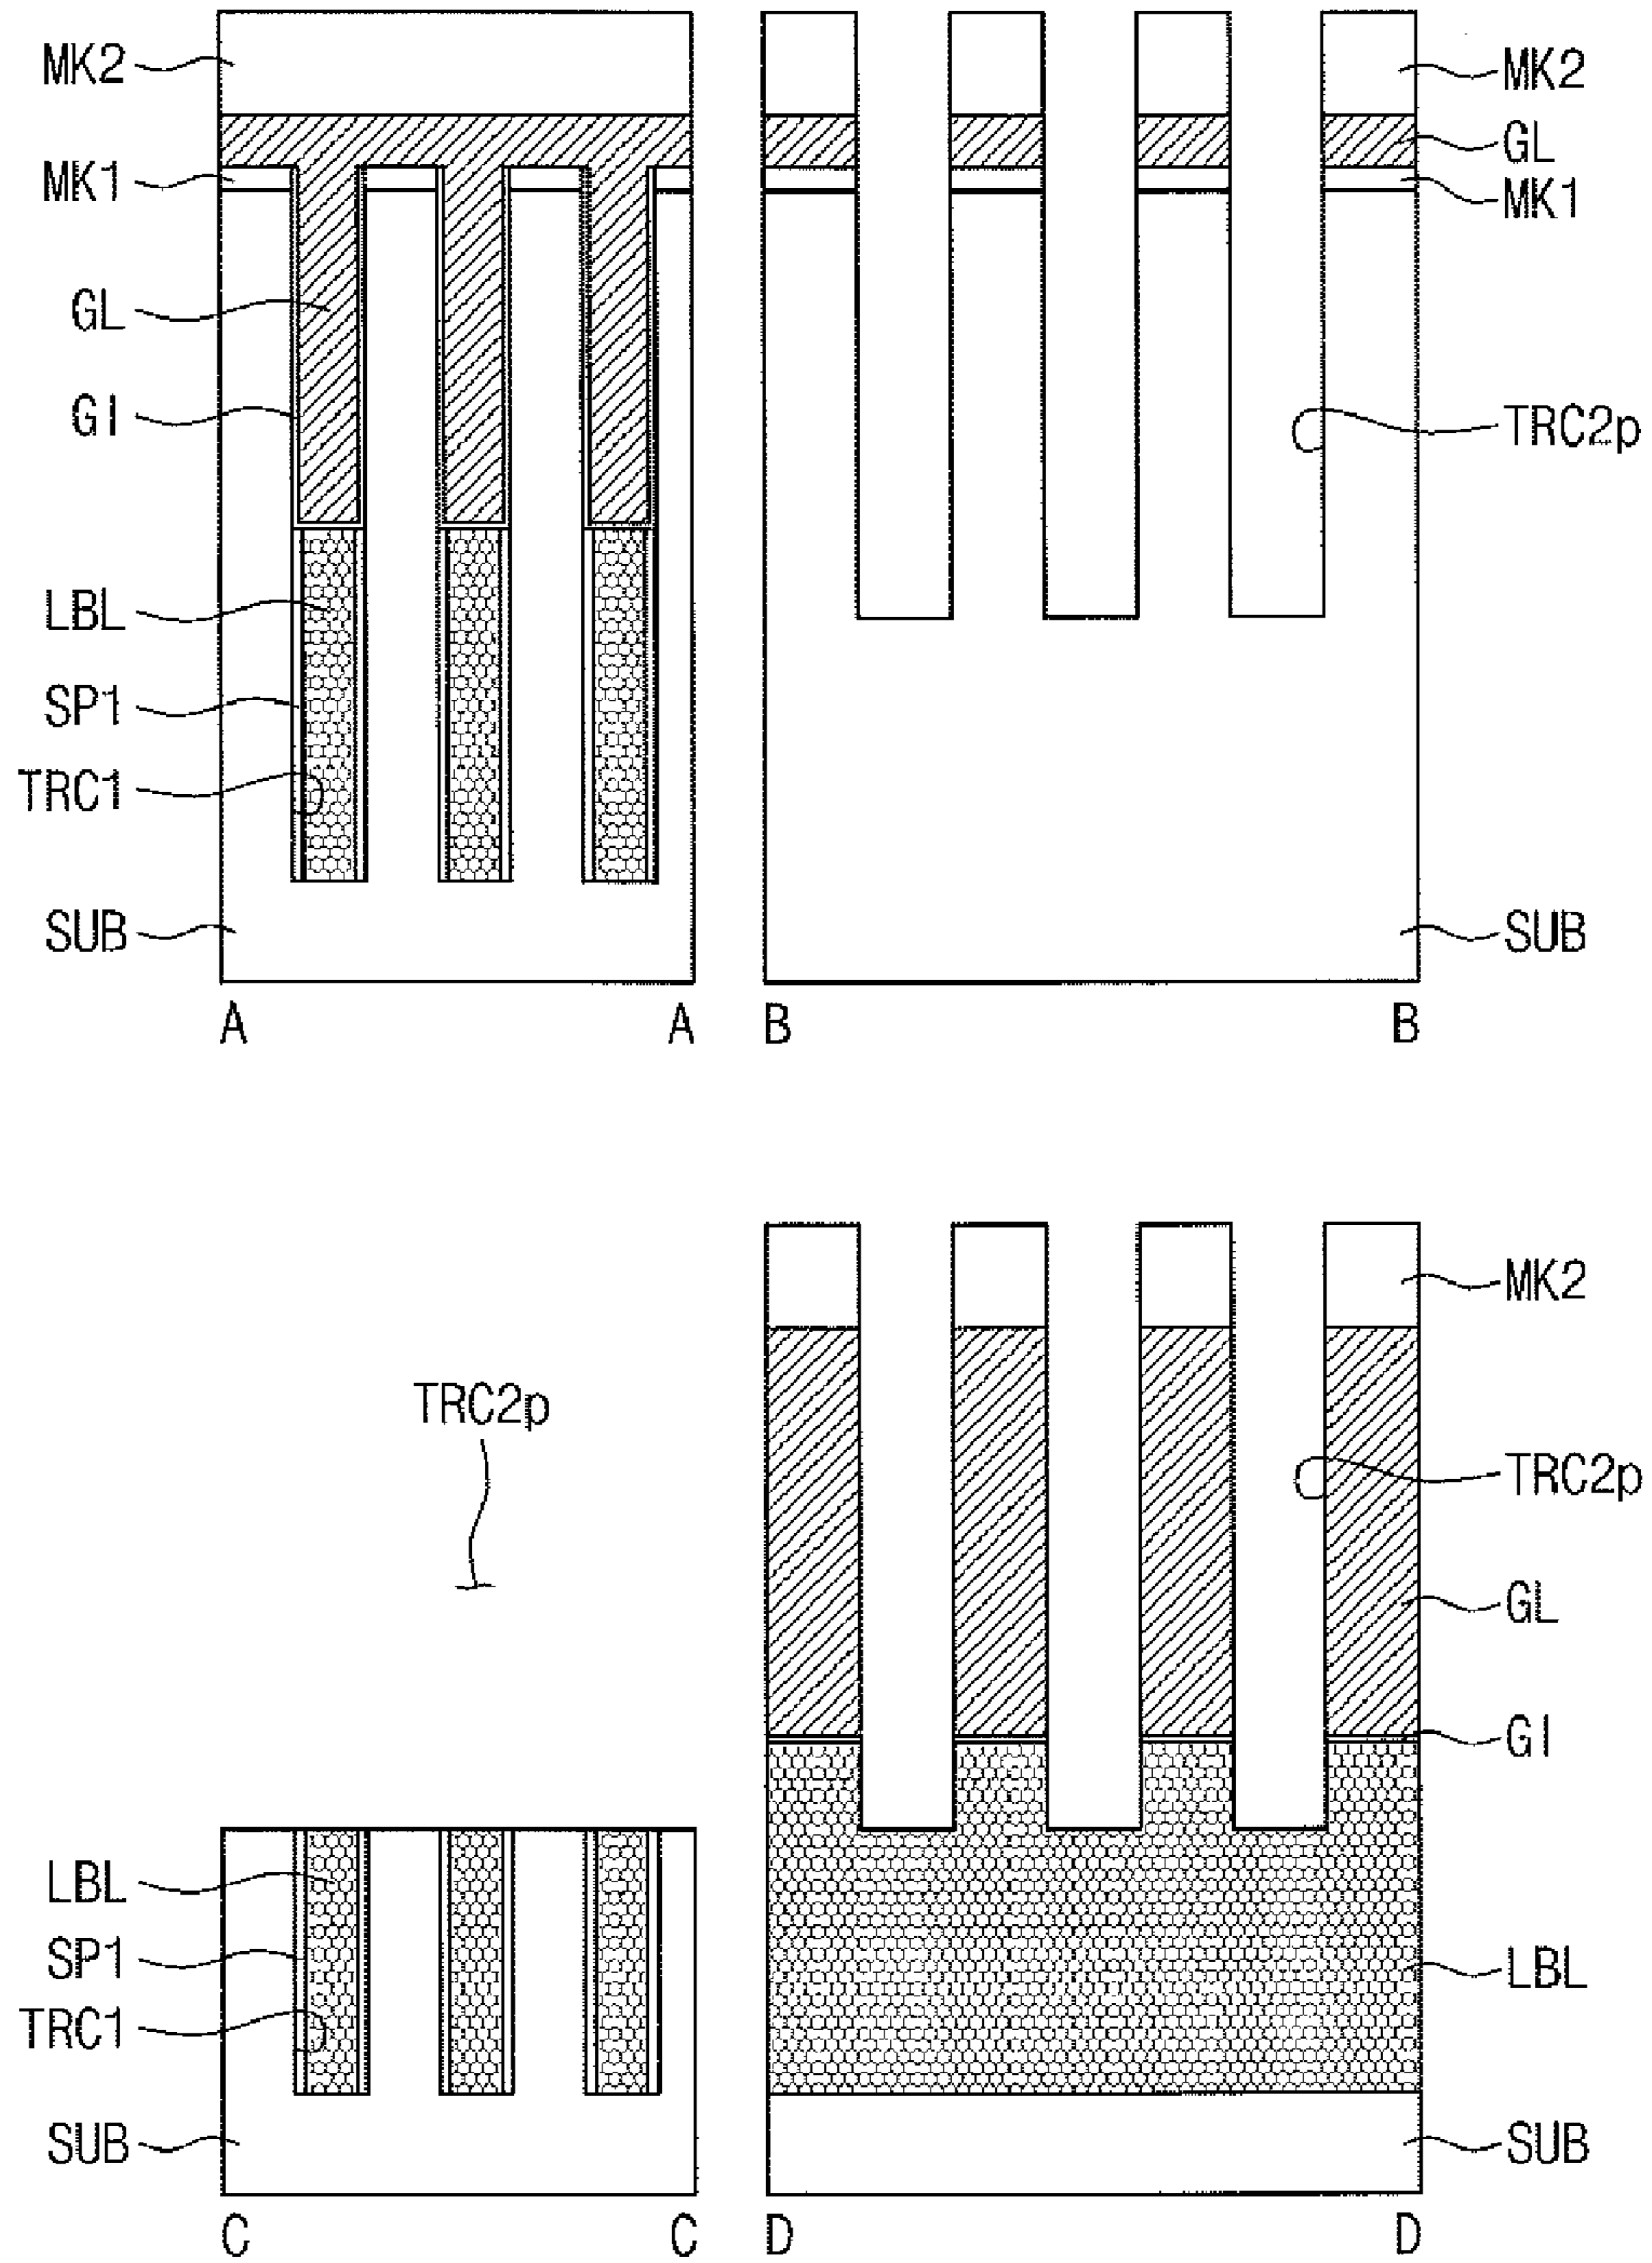 MK2
MK1
GL
GI
LBL
SP1
TRC1
SUB
A A
MK2
GL
MK1
TRC2p
SUB
B B
TRC2p
LBL
SP1
TRC1
SUB
C C
MK2
TRC2p
GL
GI
LBL
SUB
D D